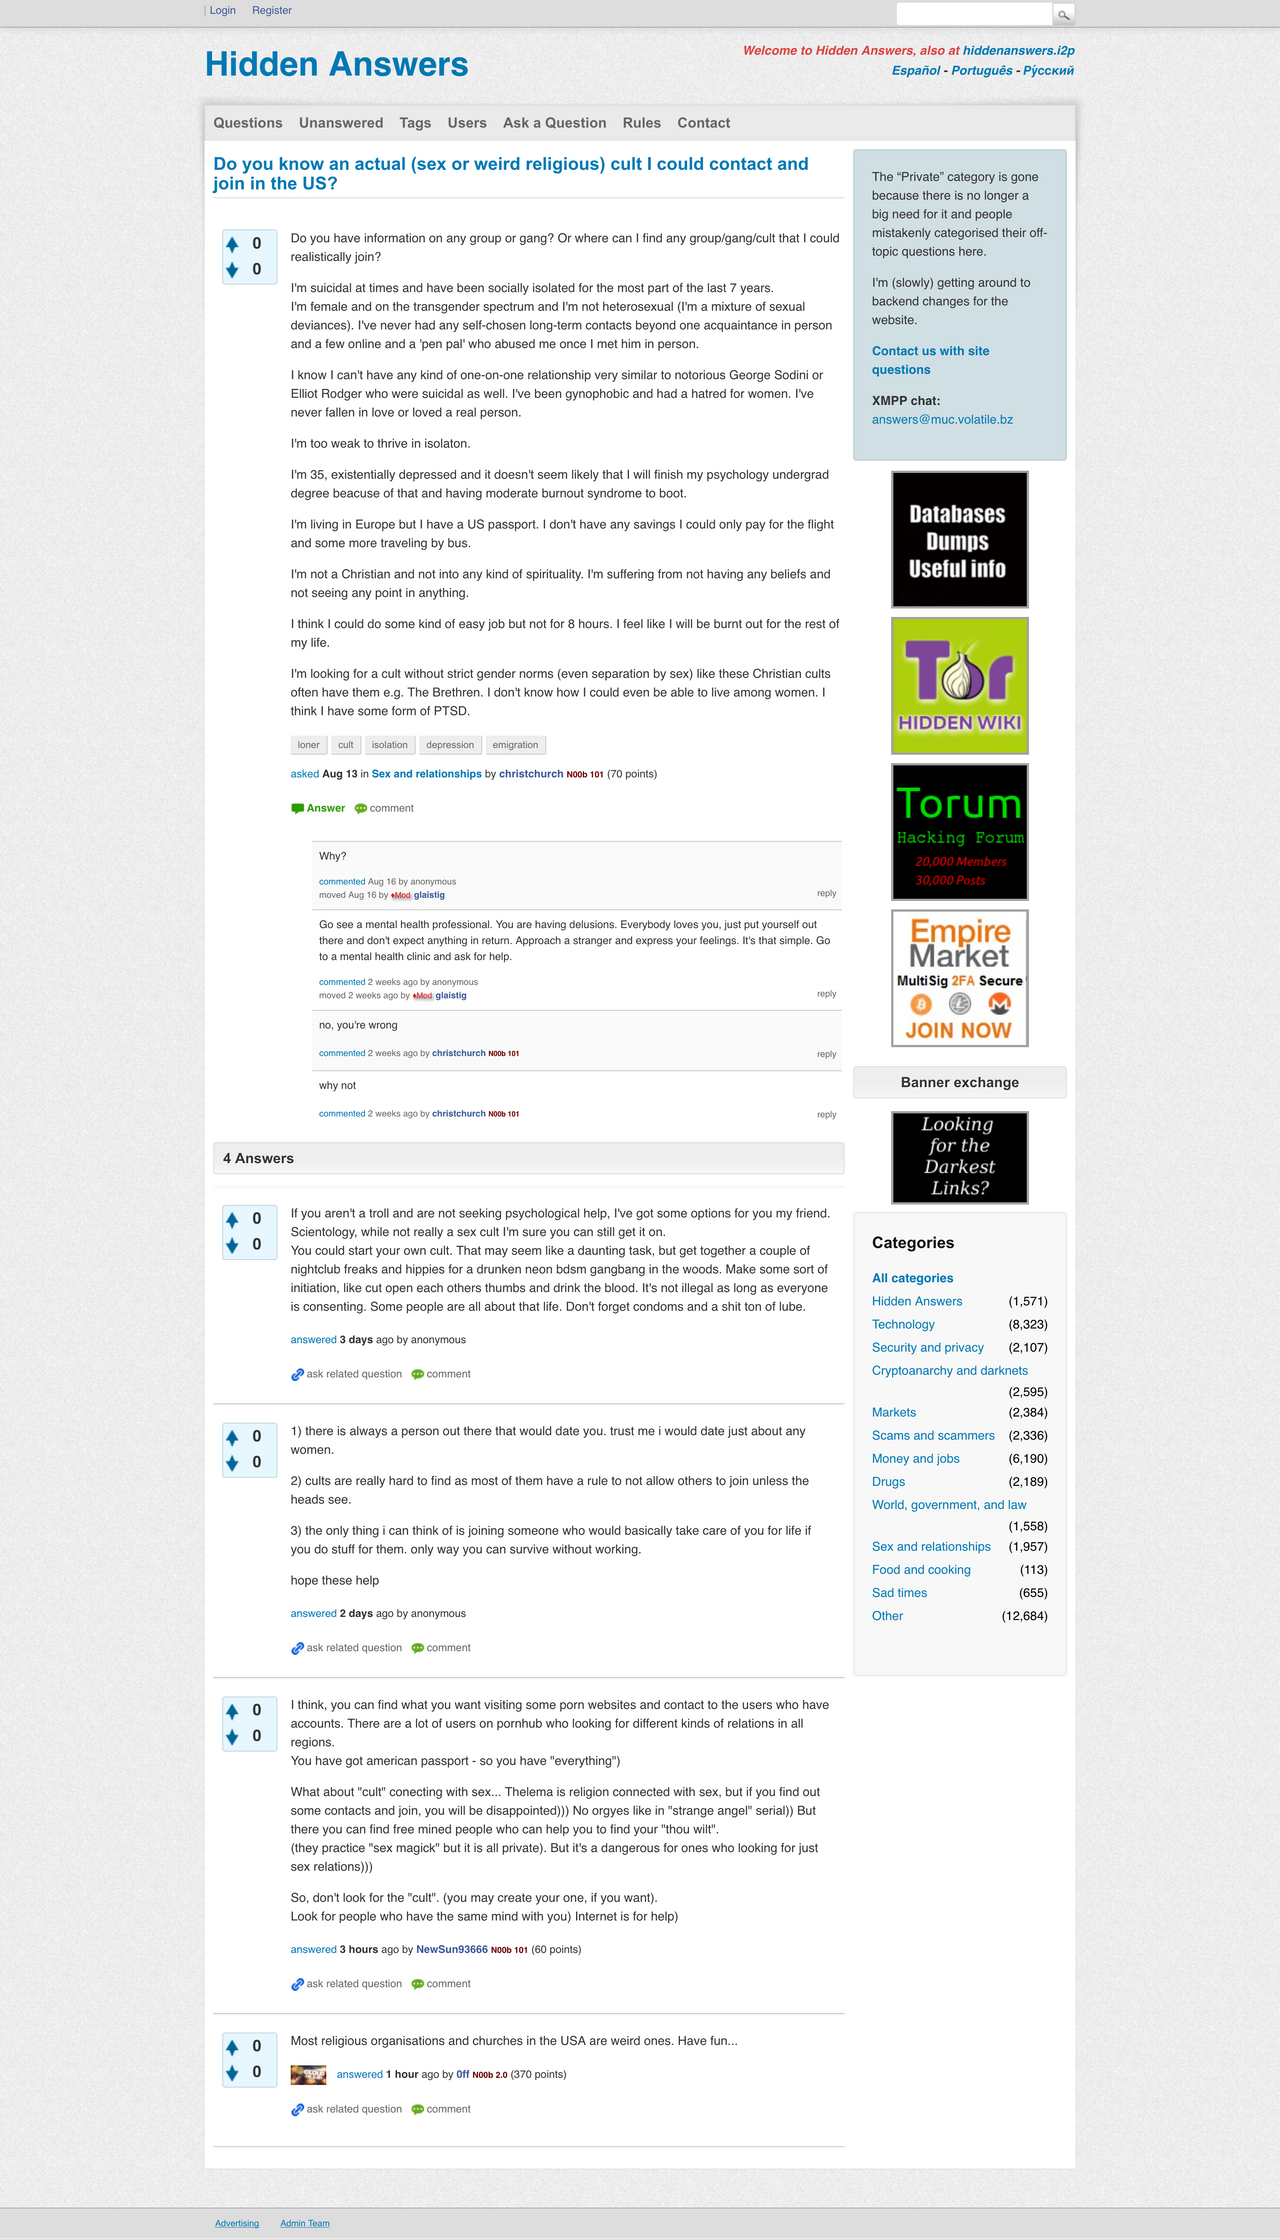 Login Register
Hidden Answers
Welcome to Hidden Answers, also at hiddenanswers.i2p
Español - Português - Ру́сский
Questions Unanswered Tags Users Ask a Question Rules Contact
Do you know an actual (sex or weird religious) cult I could contact and
join in the US?
0
0
Do you have information on any group or gang? Or where can I find any group/gang/cult that I could
realistically join?
I'm suicidal at times and have been socially isolated for the most part of the last 7 years.
I'm female and on the transgender spectrum and I'm not heterosexual (I'm a mixture of sexual
deviances). I've never had any self-chosen long-term contacts beyond one acquaintance in person
and a few online and a 'pen pal' who abused me once I met him in person.
I know I can't have any kind of one-on-one relationship very similar to notorious George Sodini or
Elliot Rodger who were suicidal as well. I've been gynophobic and had a hatred for women. I've
never fallen in love or loved a real person.
I'm too weak to thrive in isolaton.
I'm 35, existentially depressed and it doesn't seem likely that I will finish my psychology undergrad
degree beacuse of that and having moderate burnout syndrome to boot.
I'm living in Europe but I have a US passport. I don't have any savings I could only pay for the flight
and some more traveling by bus.
I'm not a Christian and not into any kind of spirituality. I'm suffering from not having any beliefs and
not seeing any point in anything.
I think I could do some kind of easy job but not for 8 hours. I feel like I will be burnt out for the rest of
my life.
I'm looking for a cult without strict gender norms (even separation by sex) like these Christian cults
often have them e.g. The Brethren. I don't know how I could even be able to live among women. I
think I have some form of PTSD.
loner cult isolation depression emigration
asked Aug 13 in Sex and relationships by christchurch N00b 101 (70 points)
Answer comment
Why?
commented Aug 16 by anonymous
moved Aug 16 by ♦Mod glaistig
reply
Go see a mental health professional. You are having delusions. Everybody loves you, just put yourself out
there and don't expect anything in return. Approach a stranger and express your feelings. It's that simple. Go
to a mental health clinic and ask for help.
commented 2 weeks ago by anonymous
moved 2 weeks ago by ♦Mod glaistig
reply
no, you're wrong
commented 2 weeks ago by christchurch N00b 101
reply
why not
commented 2 weeks ago by christchurch N00b 101
reply
4 Answers
0
0
If you aren't a troll and are not seeking psychological help, I've got some options for you my friend.
Scientology, while not really a sex cult I'm sure you can still get it on.
You could start your own cult. That may seem like a daunting task, but get together a couple of
nightclub freaks and hippies for a drunken neon bdsm gangbang in the woods. Make some sort of
initiation, like cut open each others thumbs and drink the blood. It's not illegal as long as everyone
is consenting. Some people are all about that life. Don't forget condoms and a shit ton of lube.
answered 3 days ago by anonymous
ask related question comment
0
0
1) there is always a person out there that would date you. trust me i would date just about any
women.
2) cults are really hard to find as most of them have a rule to not allow others to join unless the
heads see.
3) the only thing i can think of is joining someone who would basically take care of you for life if
you do stuff for them. only way you can survive without working.
hope these help
answered 2 days ago by anonymous
ask related question comment
0
0
I think, you can find what you want visiting some porn websites and contact to the users who have
accounts. There are a lot of users on pornhub who looking for different kinds of relations in all
regions.
You have got american passport - so you have "everything")
What about "cult" conecting with sex... Thelema is religion connected with sex, but if you find out
some contacts and join, you will be disappointed))) No orgyes like in "strange angel" serial)) But
there you can find free mined people who can help you to find your "thou wilt".
(they practice "sex magick" but it is all private). But it's a dangerous for ones who looking for just
sex relations)))
So, don't look for the "cult". (you may create your one, if you want).
Look for people who have the same mind with you) Internet is for help)
answered 3 hours ago by NewSun93666 N00b 101 (60 points)
ask related question comment
0
0
Most religious organisations and churches in the USA are weird ones. Have fun...
answered 1 hour ago by 0ff N00b 2.0 (370 points)
ask related question comment
The “Private” category is gone
because there is no longer a
big need for it and people
mistakenly categorised their off-
topic questions here.
I'm (slowly) getting around to
backend changes for the
website.
Contact us with site
questions
XMPP chat:
answers@muc.volatile.bz
Databases
Dumps
Useful info
Tor
HIDDEN WIKI
Torum
Hacking Forum
20,000 Members
30,000 Posts
Empire
Market
MultiSig 2FA Secure
JOIN NOW
Banner exchange
Looking
for the
Darkest
Links?
Categories
All categories
Hidden Answers (1,571)
Technology (8,323)
Security and privacy (2,107)
Cryptoanarchy and darknets
(2,595)
Markets (2,384)
Scams and scammers (2,336)
Money and jobs (6,190)
Drugs (2,189)
World, government, and law
(1,558)
Sex and relationships (1,957)
Food and cooking (113)
Sad times (655)
Other (12,684)
Advertising Admin Team